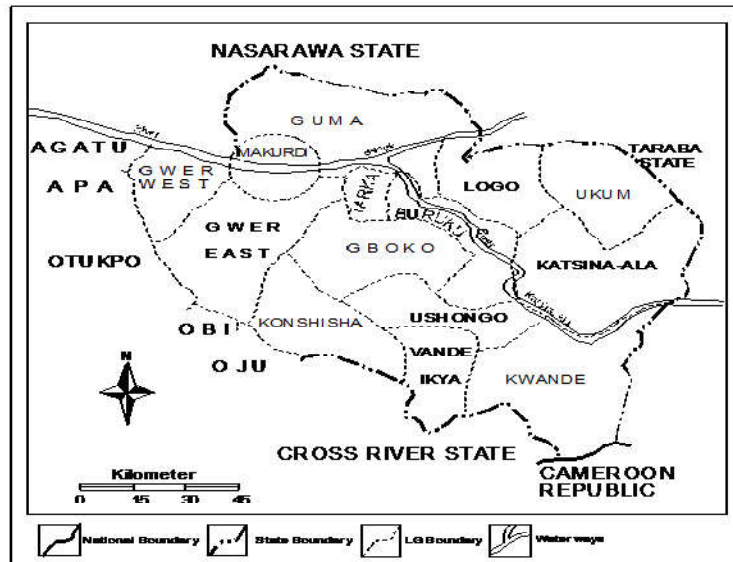 NASARAWA STATE
GUMA
AGATU
MAKURDI
TARABA
STATE
APA
GWER
WEST
LOGO
UKUM
TARKA
BURUKU
GWER
EAST
GBOKO
OTUKPO
KATSINA-ALA
OBI
KONSHISHA
USHONGO
OJU
VANDE
IKYA
KWANDE
N
CROSS RIVER STATE
CAMEROON
REPUBLIC
Kilometer
0 15 30 45
National Boundary
State Boundary
LG Boundary
Water ways